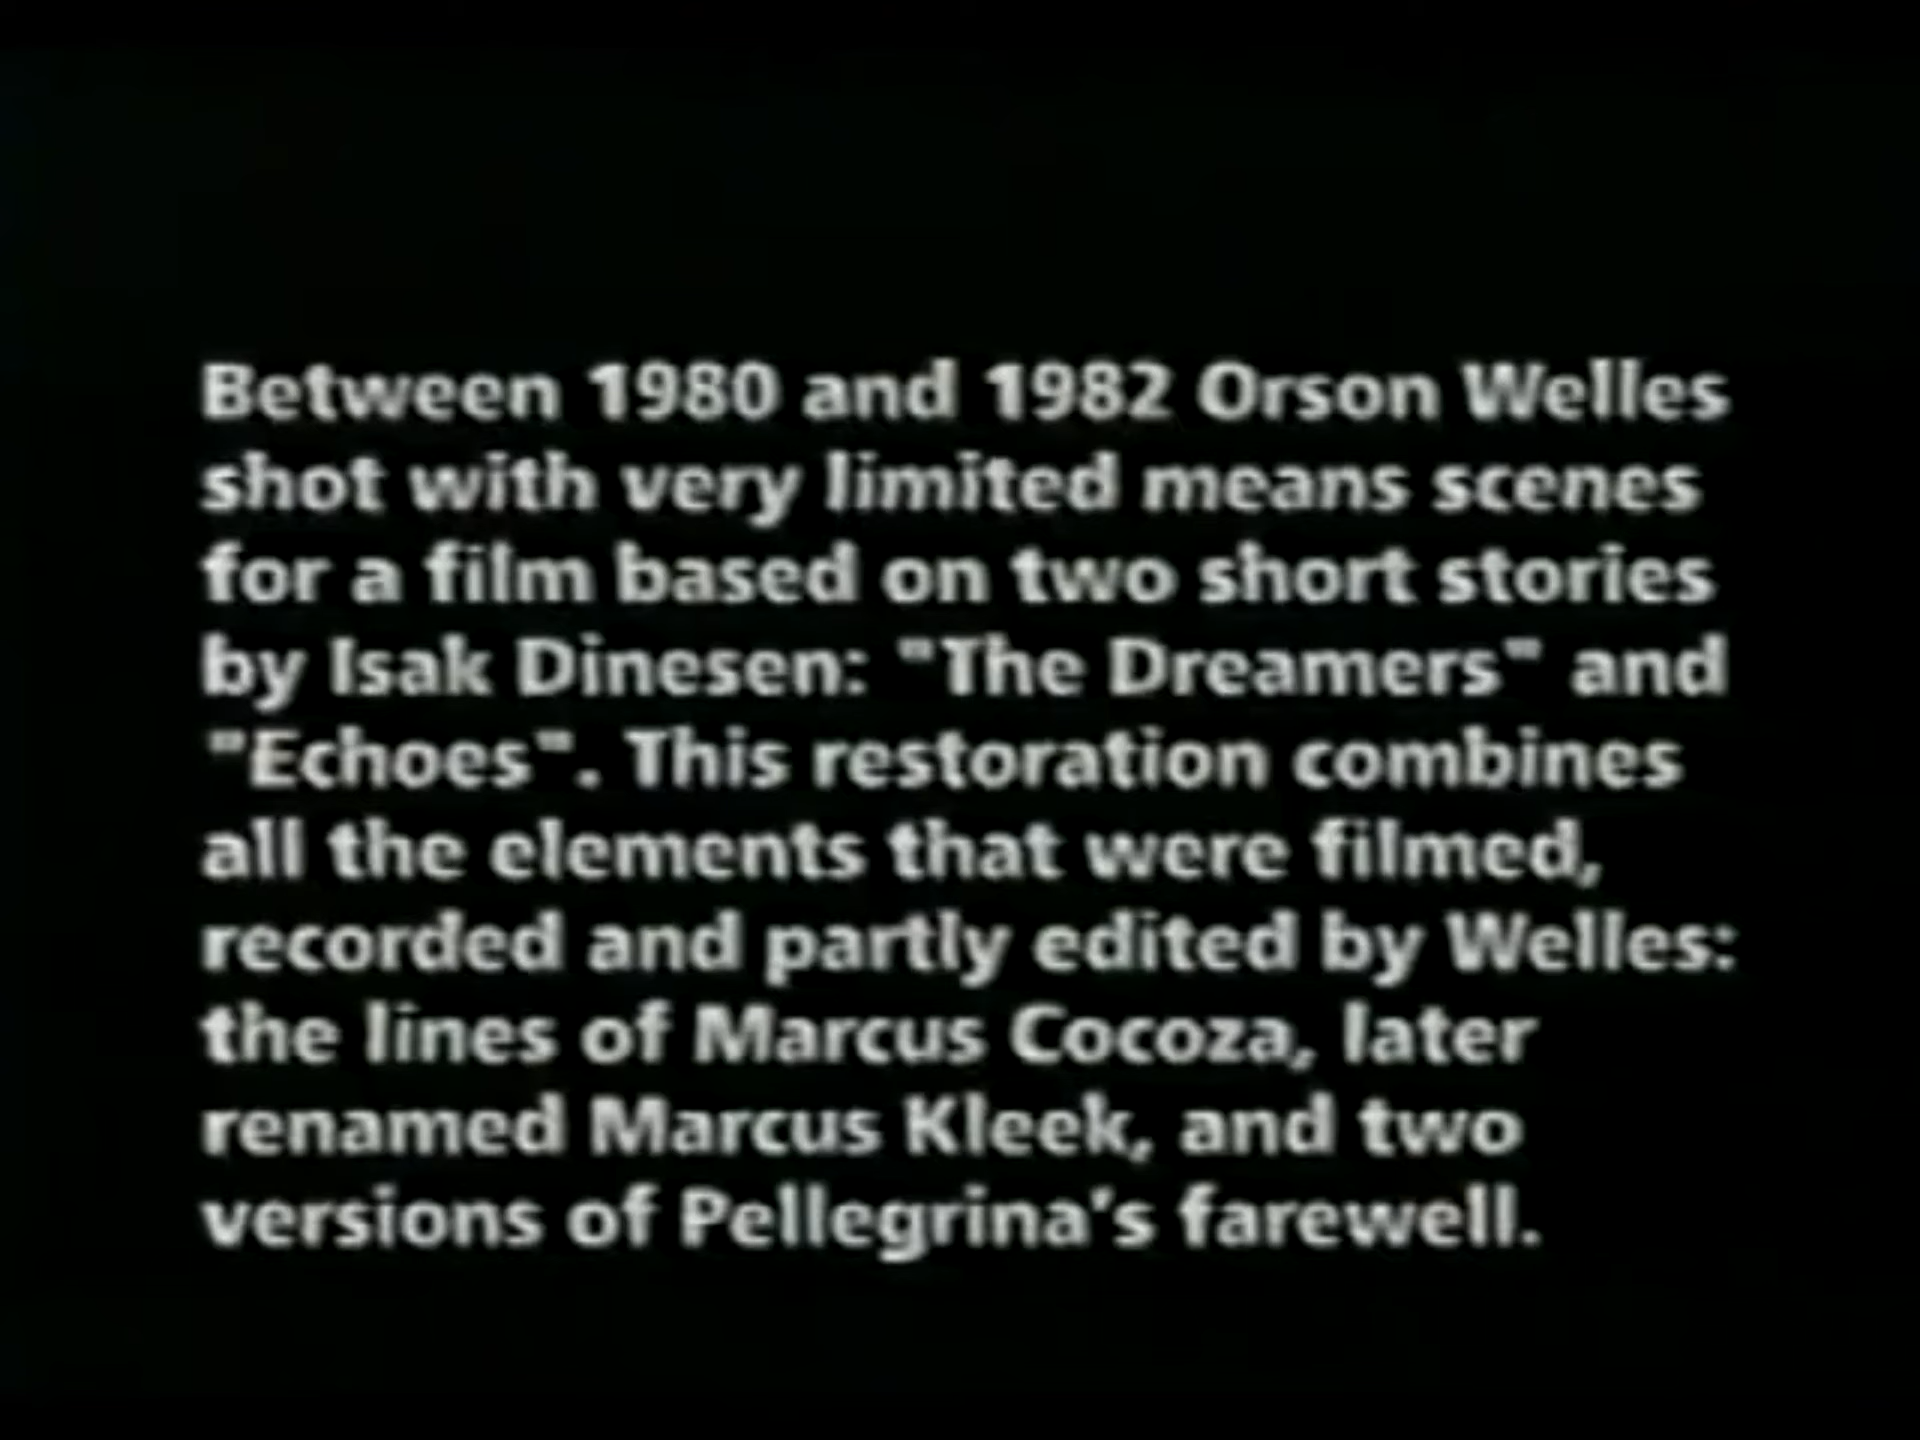 Between 1980 and 1982 Orson Welles
shot with very limited means scenes
for a film based on two short stories
by Isak Dinesen: "The Dreamers" and
"Echoes". This restoration combines
all the elements that were filmed,
recorded and partly edited by Welles:
the lines of Marcus Cocoza, later
renamed Marcus Kleek, and two
versions of Pellegrina's farewell.